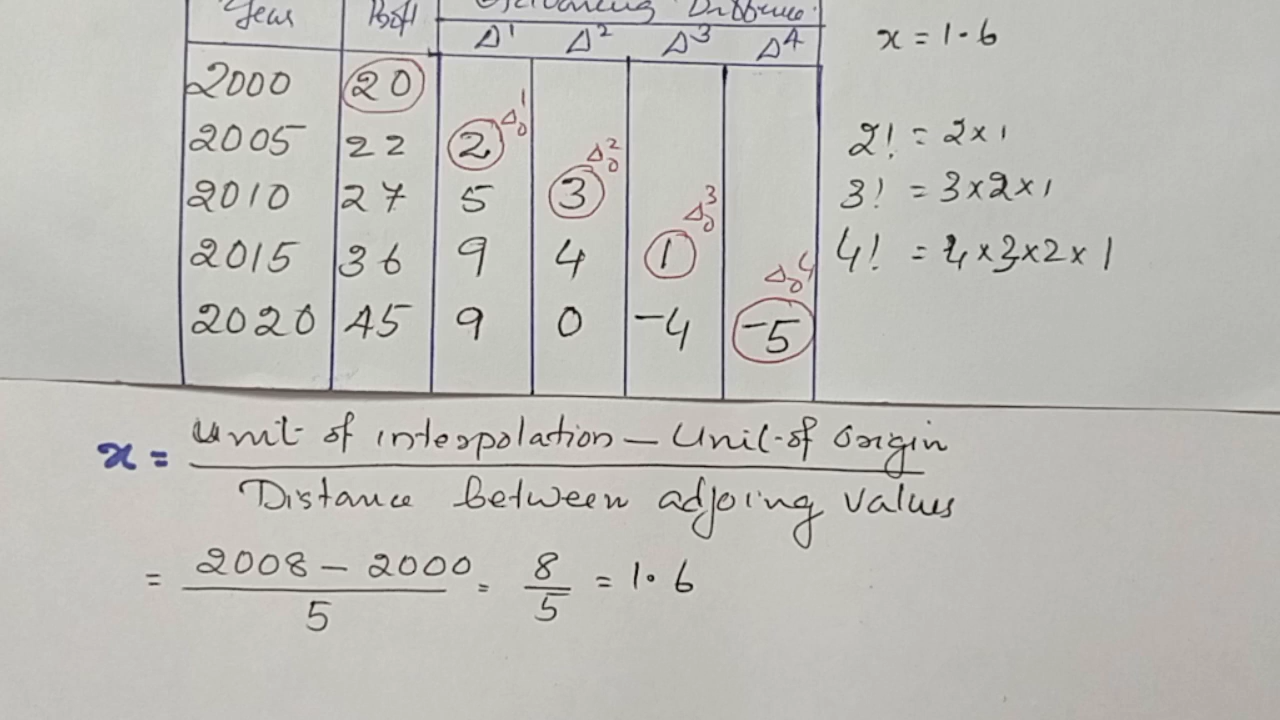 Year Profit Difference
Δ¹ Δ² Δ³ Δ⁴
x = 1.6
2000 20
2005 22 2 Δ₀¹
2! = 2×1
2010 27 5 3 Δ₀²
3! = 3×2×1
2015 36 9 4 1 Δ₀³
4! = 4×3×2×1
2020 45 9 0 -4 -5 Δ₀⁴
x = Unit of interpolation – Unit of Origin
Distance between adjoing values
= 2008 – 2000 = 8 = 1.6
5 5